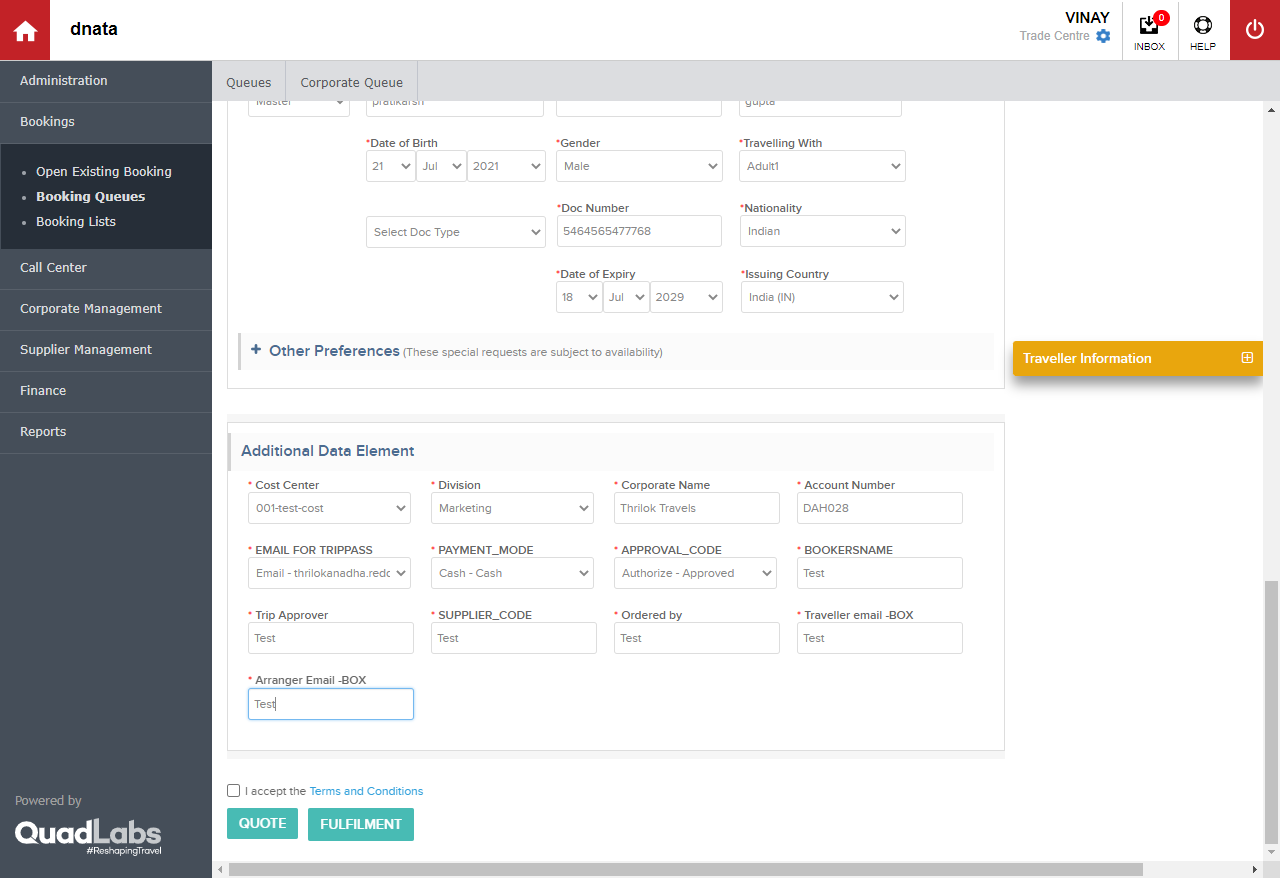 dnata
VINAY
Trade Centre
0
INBOX
HELP
Administration
Bookings
Open Existing Booking
Booking Queues
Booking Lists
Call Center
Corporate Management
Supplier Management
Finance
Reports
Powered by
QuadLabs
#ReshapingTravel
Queues
Corporate Queue
Master
pratikarsh
gupta
*Date of Birth
*Gender
*Travelling With
21
Jul
2021
Male
Adult1
*Doc Number
*Nationality
Select Doc Type
5464565477768
Indian
*Date of Expiry
*Issuing Country
18
Jul
2029
India (IN)
+ Other Preferences (These special requests are subject to availability)
Traveller Information
Additional Data Element
* Cost Center
* Division
* Corporate Name
* Account Number
001-test-cost
Marketing
Thrilok Travels
DAH028
* EMAIL FOR TRIPPASS
* PAYMENT_MODE
* APPROVAL_CODE
* BOOKERSNAME
Email - thrilokanadha.redc
Cash - Cash
Authorize - Approved
Test
* Trip Approver
* SUPPLIER_CODE
* Ordered by
* Traveller email -BOX
Test
Test
Test
Test
* Arranger Email -BOX
Test
I accept the Terms and Conditions
QUOTE
FULFILMENT